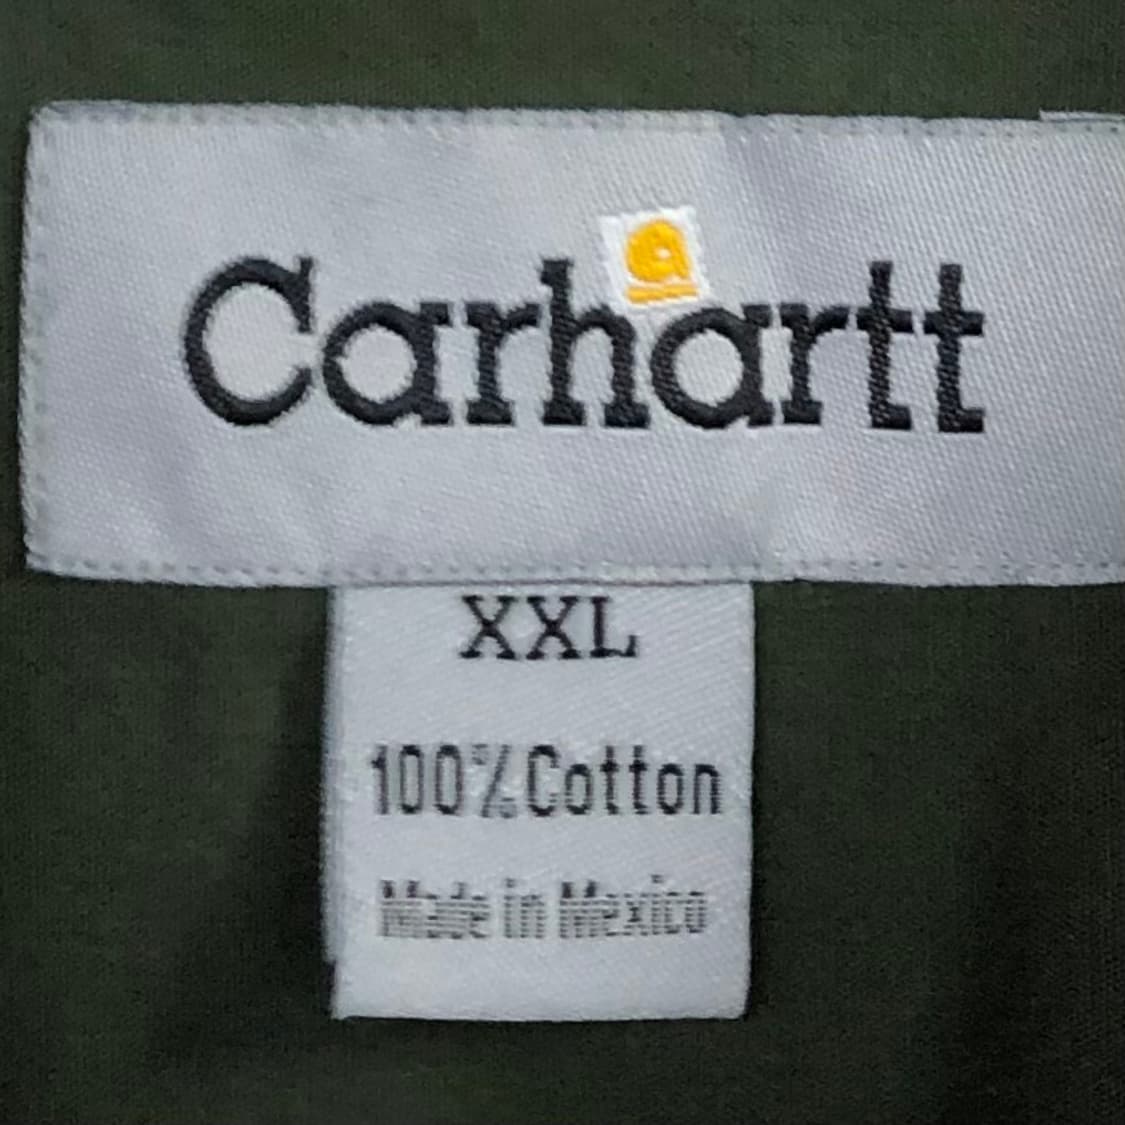 Carhartt
XXL
100% Cotton
Made in Mexico